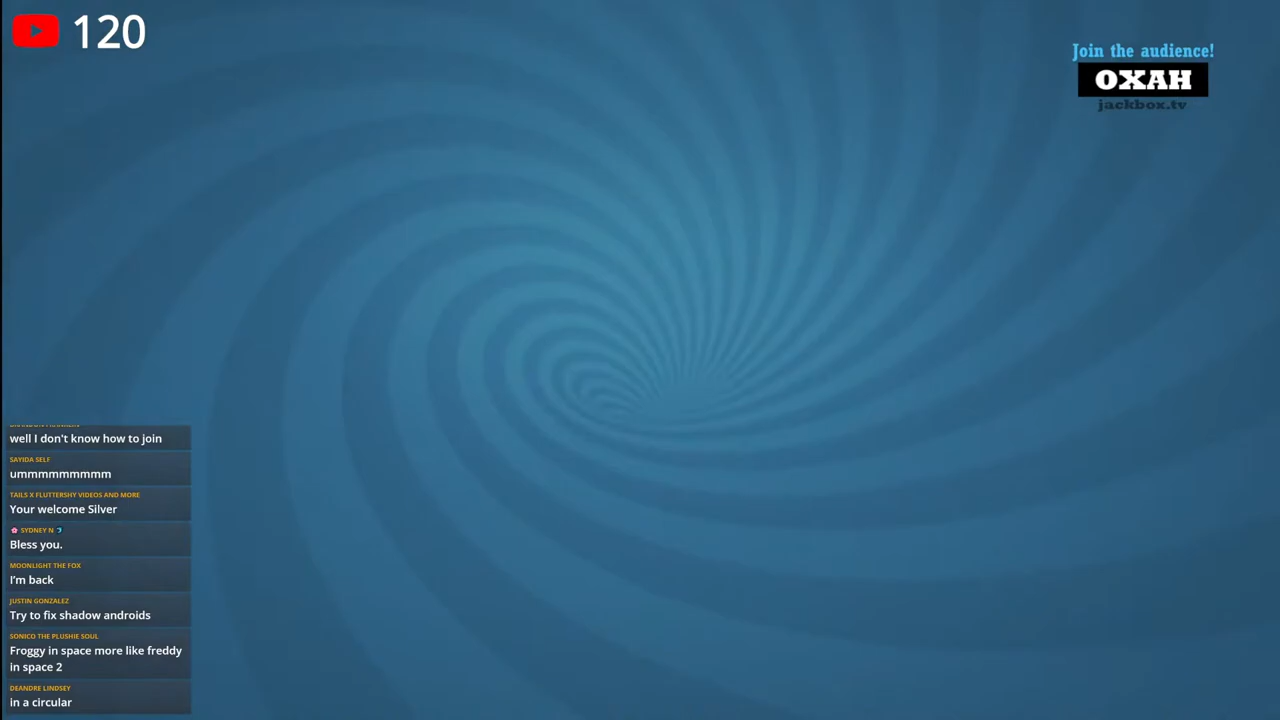 120
Join the audience!
OXAH
jackbox.tv
well I don't know how to join
SAYIDA SELF
ummmmmmmmm
TAILS X FLUTTERSHY VIDEOS AND MORE
Your welcome Silver
🌸 SYDNEY N
Bless you.
MOONLIGHT THE FOX
I'm back
JUSTIN GONZALEZ
Try to fix shadow androids
SONICO THE PLUSHIE SOUL
Froggy in space more like freddy
in space 2
DEANDRE LINDSEY
in a circular